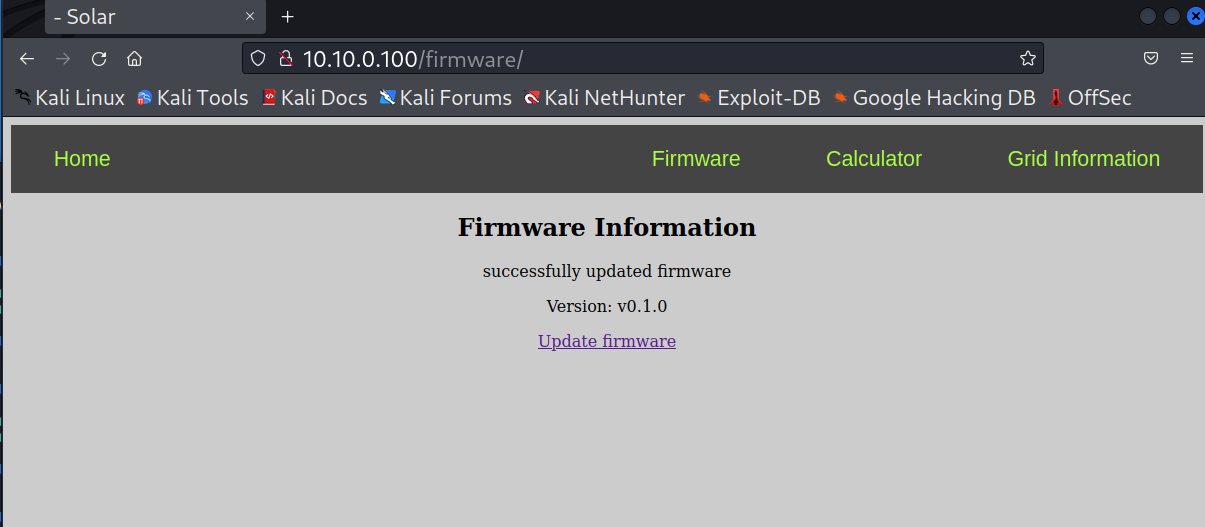 - Solar
10.10.0.100/firmware/
Kali Linux Kali Tools Kali Docs Kali Forums Kali NetHunter Exploit-DB Google Hacking DB OffSec
Home Firmware Calculator Grid Information
Firmware Information
successfully updated firmware
Version: v0.1.0
Update firmware